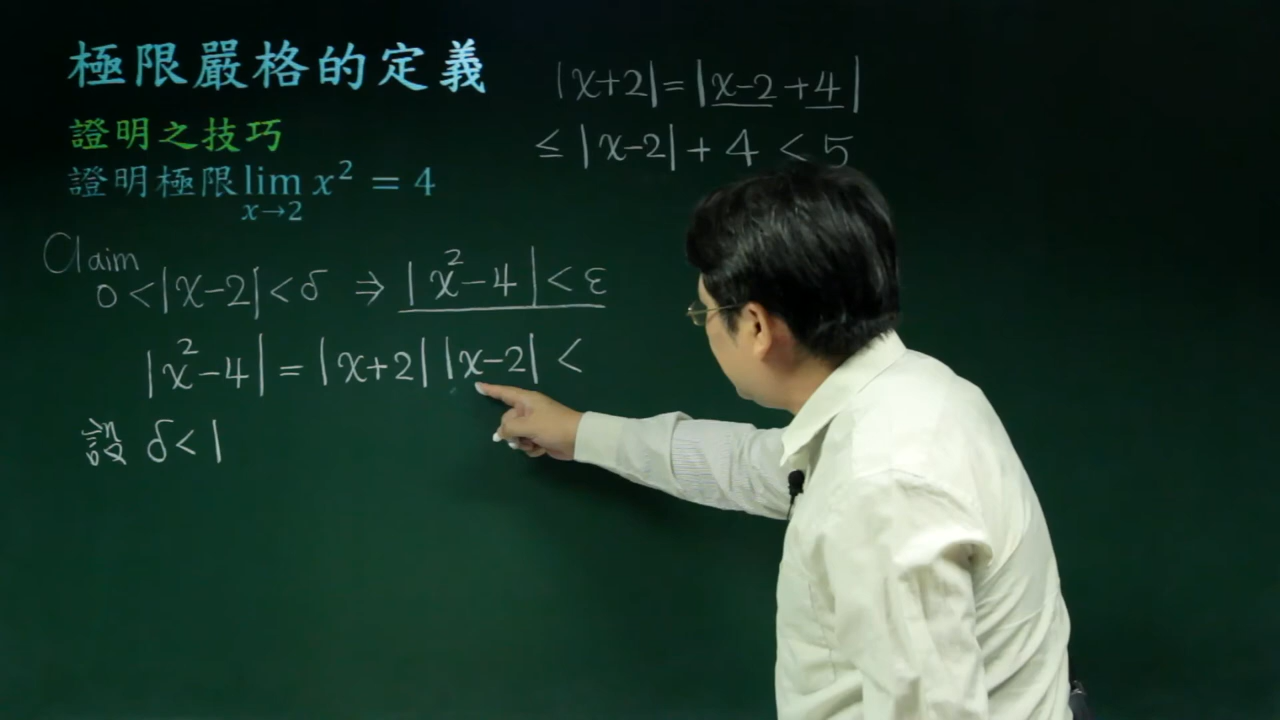 極限嚴格的定義
證明之技巧
證明極限 lim x→2 x² = 4
|x+2|=|x-2+4|
≤|x-2|+4<5
Claim
0<|x-2|<δ ⇒ |x²-4|<ε
|x²-4|=|x+2||x-2|<
設 δ<1